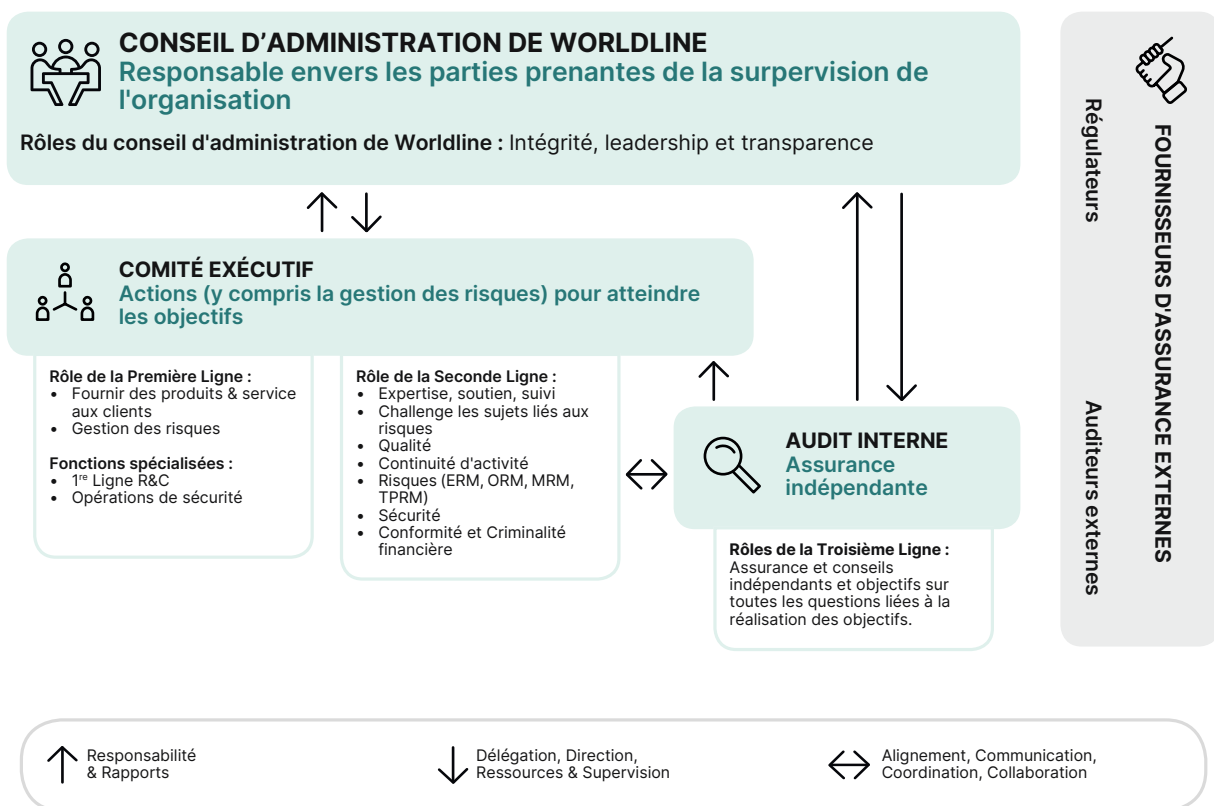 CONSEIL D’ADMINISTRATION DE WORLDLINE
Responsable envers les parties prenantes de la surpervision de
l'organisation
Rôles du conseil d'administration de Worldline : Intégrité, leadership et transparence
COMITÉ EXÉCUTIF
Actions (y compris la gestion des risques) pour atteindre
les objectifs
Rôle de la Première Ligne :
• Fournir des produits & service
aux clients
• Gestion des risques
Fonctions spécialisées :
• 1re Ligne R&C
• Opérations de sécurité
Rôle de la Seconde Ligne :
• Expertise, soutien, suivi
• Challenge les sujets liés aux
risques
• Qualité
• Continuité d'activité
• Risques (ERM, ORM, MRM,
TPRM)
• Sécurité
• Conformité et Criminalité
financière
AUDIT INTERNE
Assurance
indépendante
Rôles de la Troisième Ligne :
Assurance et conseils
indépendants et objectifs sur
toutes les questions liées à la
réalisation des objectifs.
FOURNISSEURS D'ASSURANCE EXTERNES
Régulateurs
Auditeurs externes
Responsabilité
& Rapports
Délégation, Direction,
Ressources & Supervision
Alignement, Communication,
Coordination, Collaboration